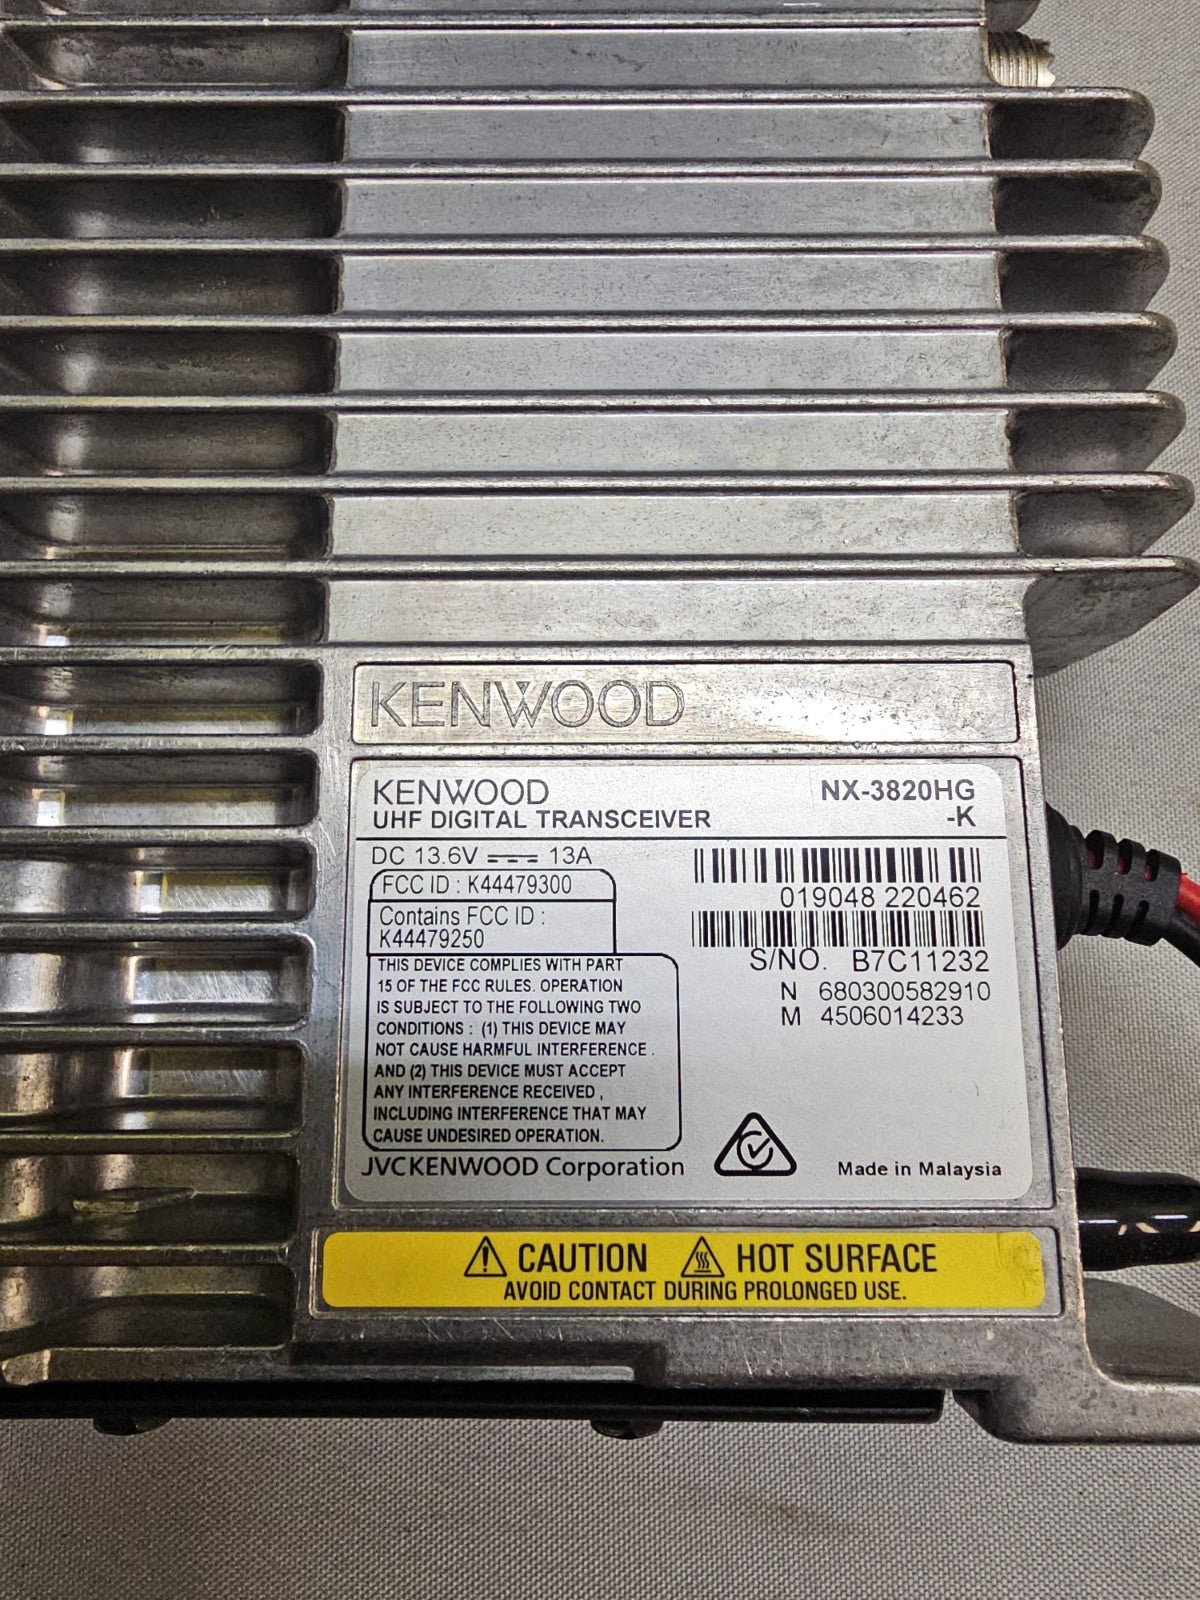 KENWOOD
KENWOOD
UHF DIGITAL TRANSCEIVER
NX-3820HG
-K
DC 13.6V ⎓ 13A
FCC ID : K44479300
Contains FCC ID :
K44479250
THIS DEVICE COMPLIES WITH PART
15 OF THE FCC RULES. OPERATION
IS SUBJECT TO THE FOLLOWING TWO
CONDITIONS : (1) THIS DEVICE MAY
NOT CAUSE HARMFUL INTERFERENCE .
AND (2) THIS DEVICE MUST ACCEPT
ANY INTERFERENCE RECEIVED ,
INCLUDING INTERFERENCE THAT MAY
CAUSE UNDESIRED OPERATION.
JVCKENWOOD Corporation
019048 220462
S/NO. B7C11232
N 680300582910
M 4506014233
Made in Malaysia
CAUTION HOT SURFACE
AVOID CONTACT DURING PROLONGED USE.